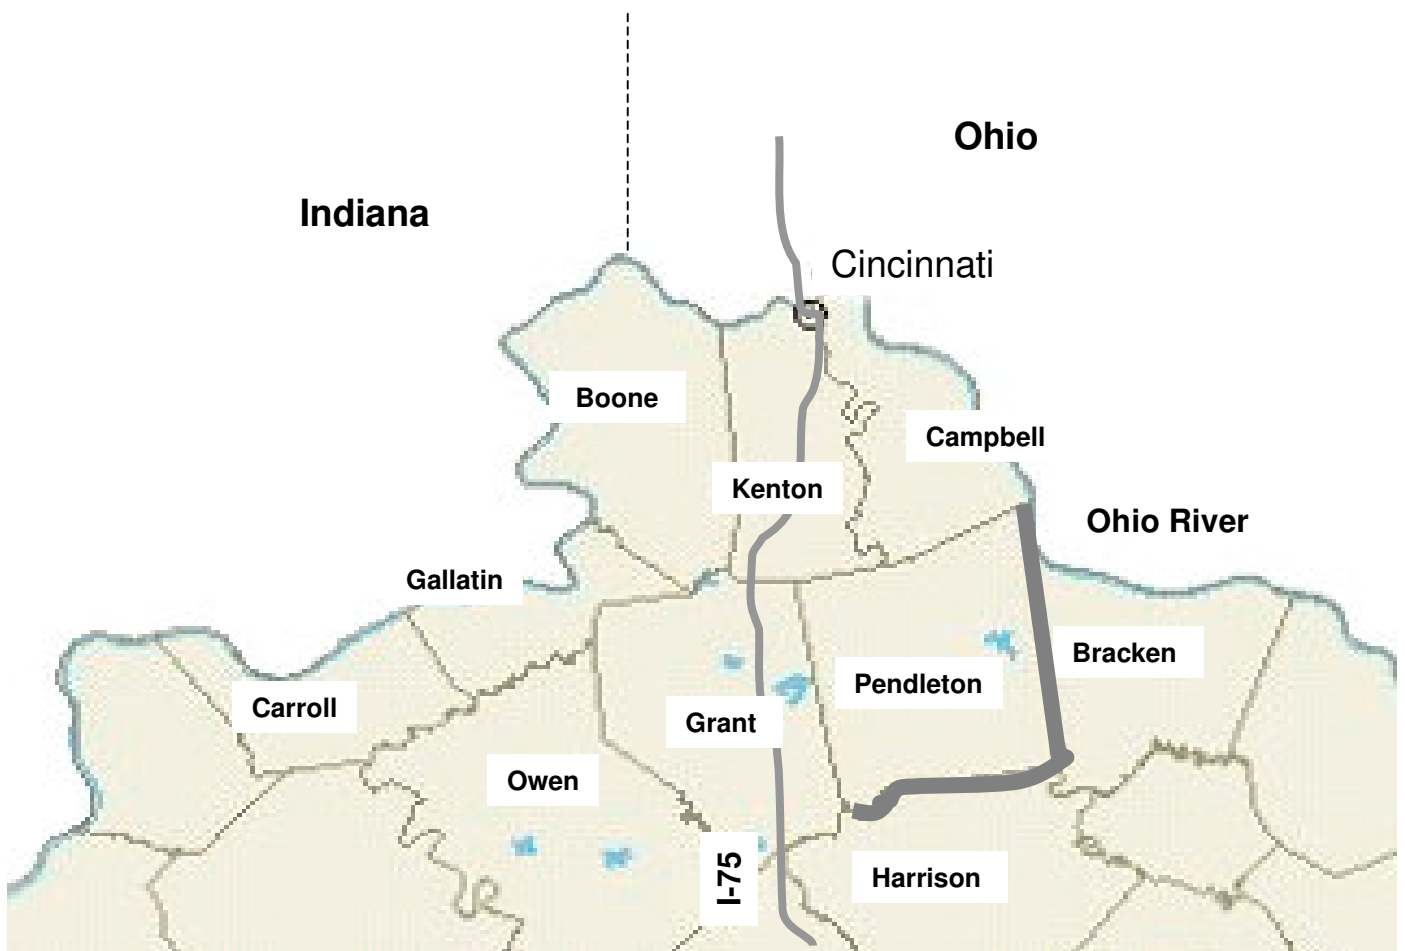 Ohio
Indiana
Cincinnati
Boone
Campbell
Kenton
Ohio River
Gallatin
Bracken
Pendleton
Carroll
Grant
Owen
I-75
Harrison